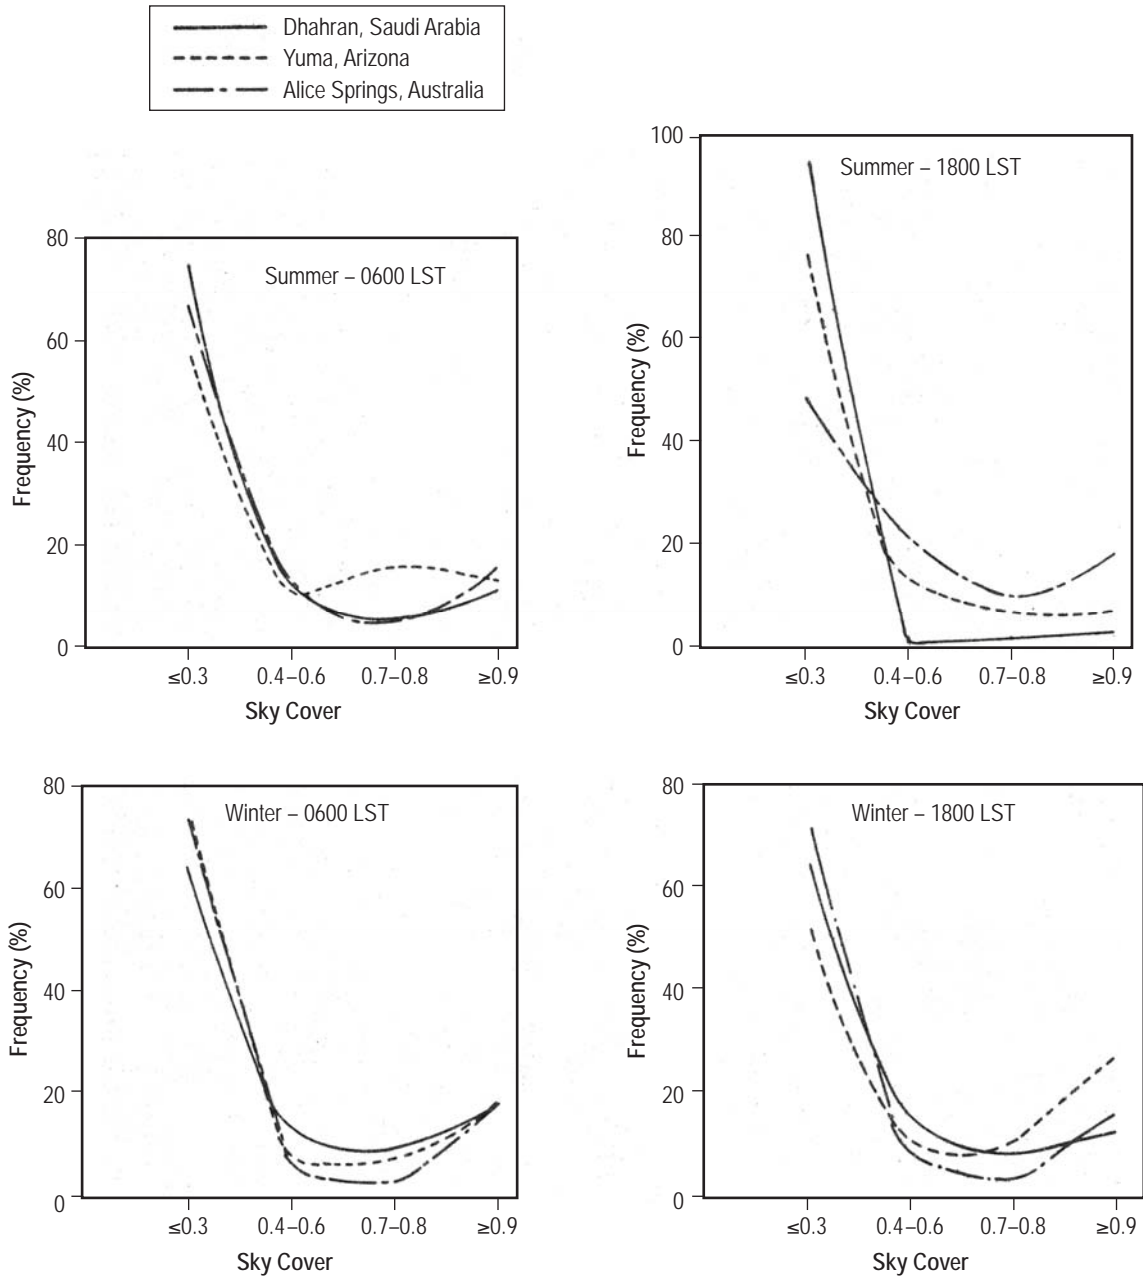 Dhahran, Saudi Arabia
Yuma, Arizona
Alice Springs, Australia
Summer – 0600 LST
Frequency (%)
80
60
40
20
0
≤0.3 0.4–0.6 0.7–0.8 ≥0.9
Sky Cover
Summer – 1800 LST
Frequency (%)
100
80
60
40
20
0
≤0.3 0.4–0.6 0.7–0.8 ≥0.9
Sky Cover
Winter – 0600 LST
Frequency (%)
80
60
40
20
0
≤0.3 0.4–0.6 0.7–0.8 ≥0.9
Sky Cover
Winter – 1800 LST
Frequency (%)
80
60
40
20
0
≤0.3 0.4–0.6 0.7–0.8 ≥0.9
Sky Cover